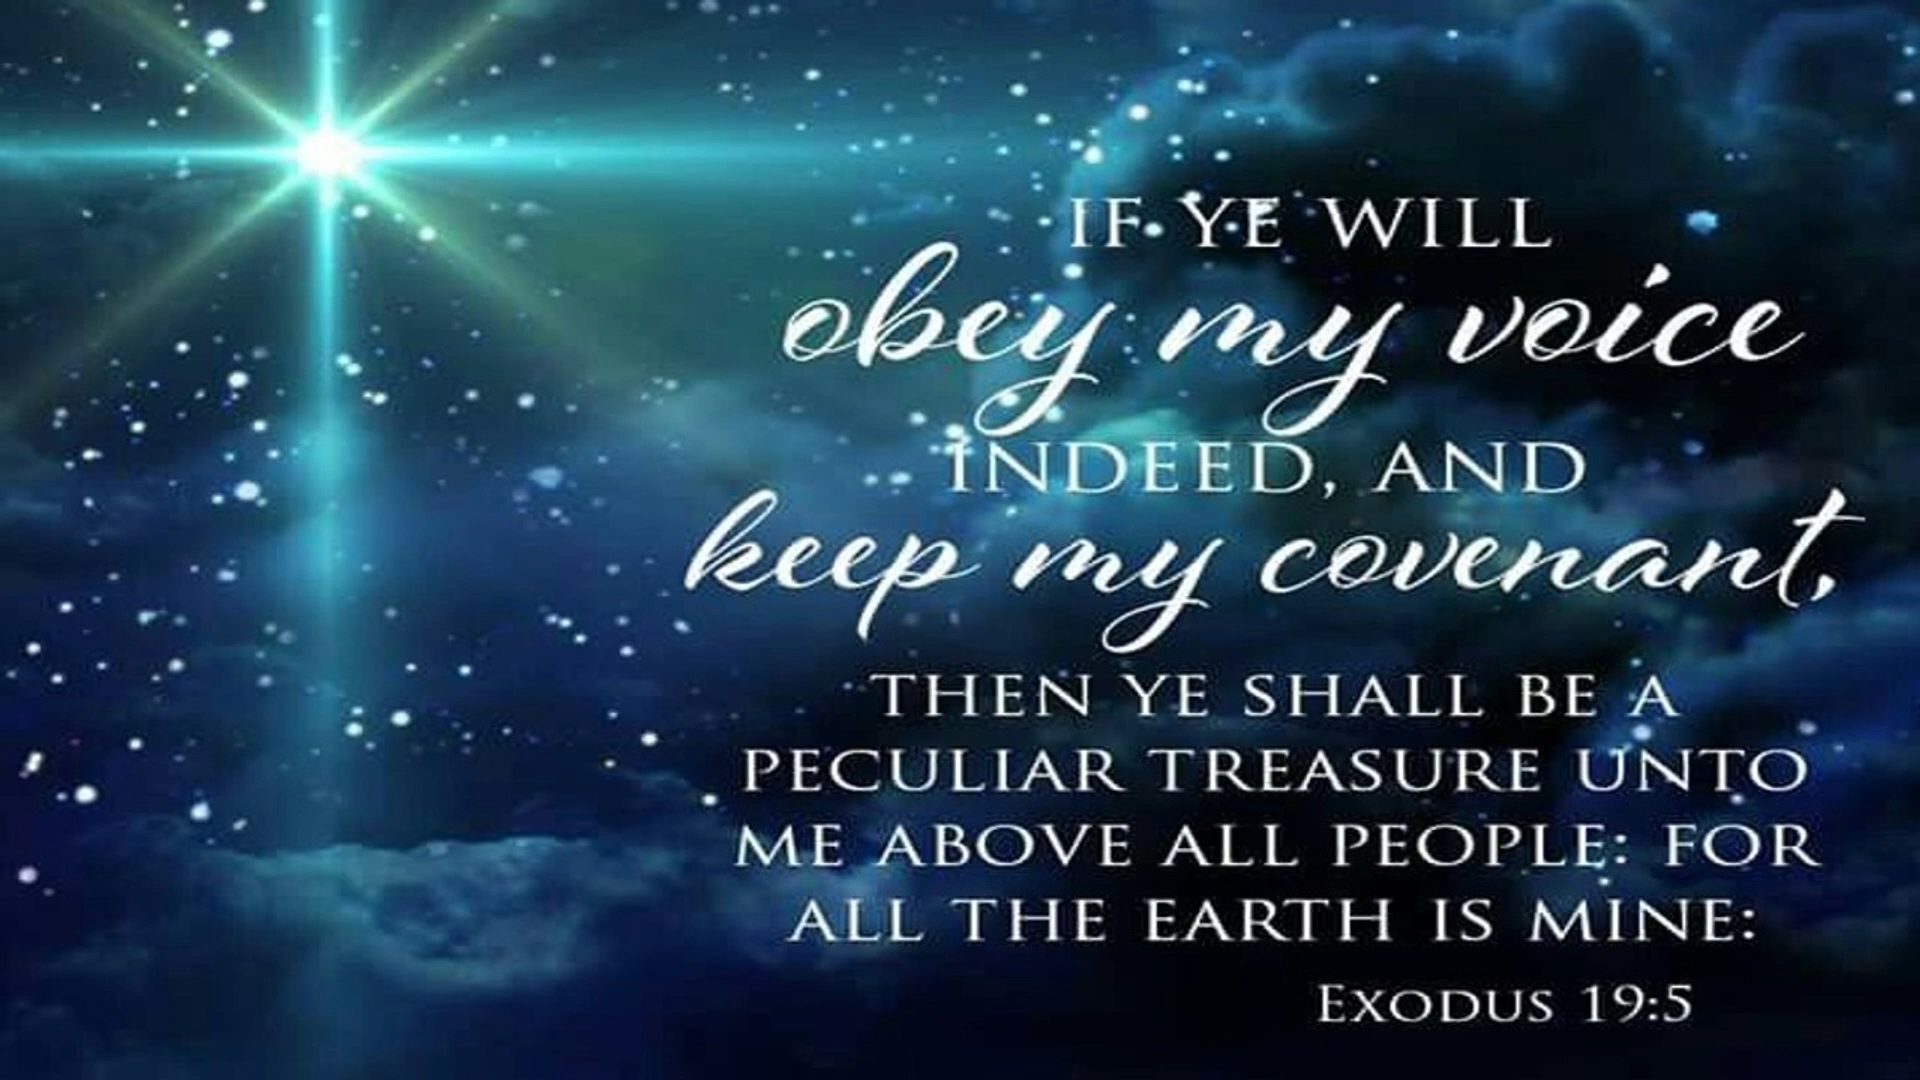 IF YE WILL
obey my voice
INDEED, AND
keep my covenant,
THEN YE SHALL BE A
PECULIAR TREASURE UNTO
ME ABOVE ALL PEOPLE: FOR
ALL THE EARTH IS MINE:
EXODUS 19:5